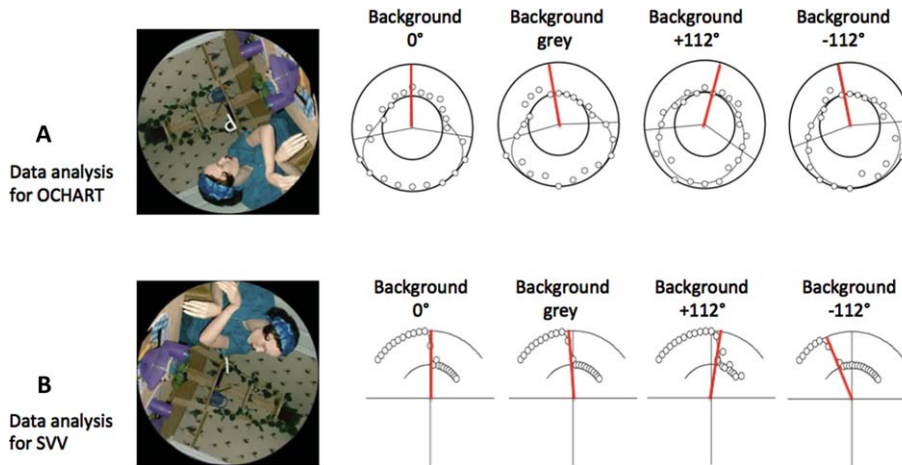 Background
0°
Background
grey
Background
+112°
Background
-112°
A
Data analysis
for OCHART
p
Background
0°
Background
grey
Background
+112°
Background
-112°
B
Data analysis
for SVV